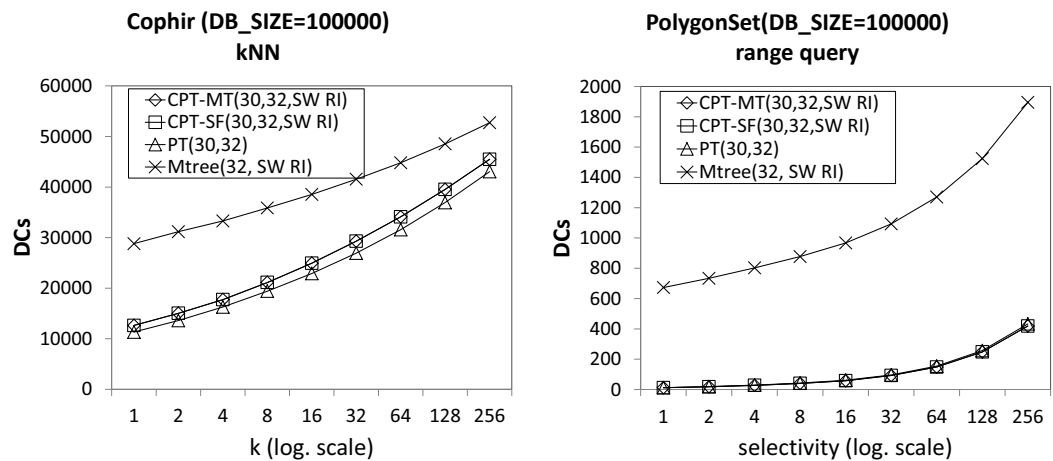 Cophir (DB_SIZE=100000)
kNN
60000
50000
40000
30000
20000
10000
0
DCs
CPT-MT(30,32,SW RI)
CPT-SF(30,32,SW RI)
PT(30,32)
Mtree(32, SW RI)
1 2 4 8 16 32 64 128 256
k (log. scale)
PolygonSet(DB_SIZE=100000)
range query
2000
1800
1600
1400
1200
1000
800
600
400
200
0
DCs
CPT-MT(30,32,SW RI)
CPT-SF(30,32,SW RI)
PT(30,32)
Mtree(32, SW RI)
1 2 4 8 16 32 64 128 256
selectivity (log. scale)